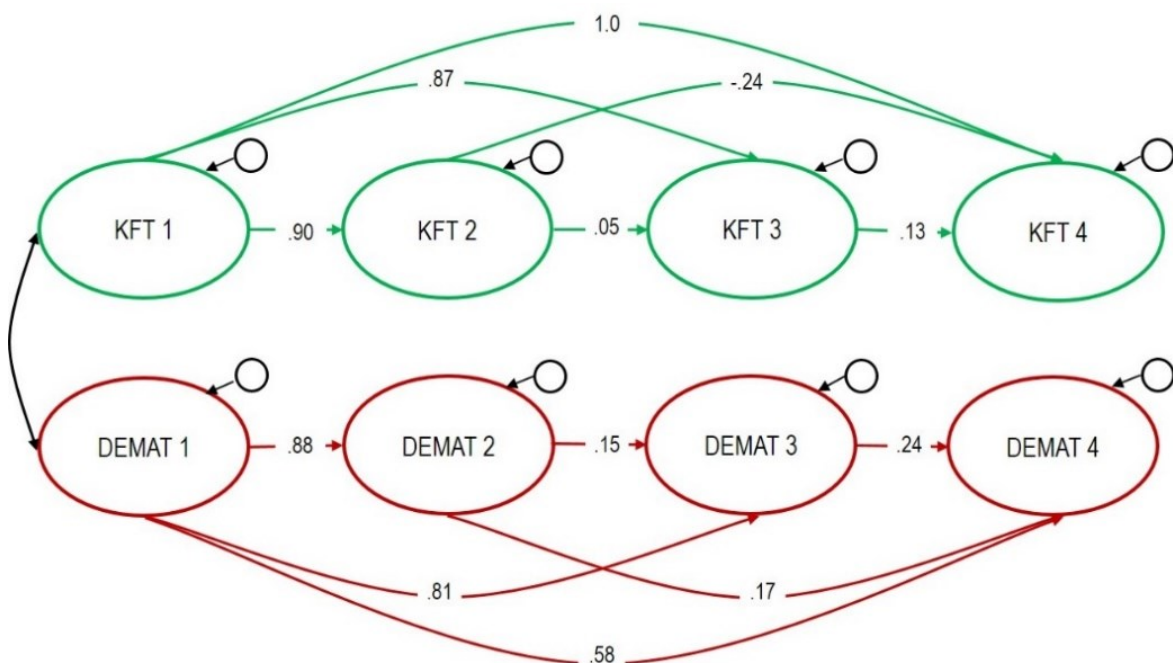 1.0
.87 -.24
KFT 1 .90 KFT 2 .05 KFT 3 .13 KFT 4
DEMAT 1 .88 DEMAT 2 .15 DEMAT 3 .24 DEMAT 4
.81 .17
.58